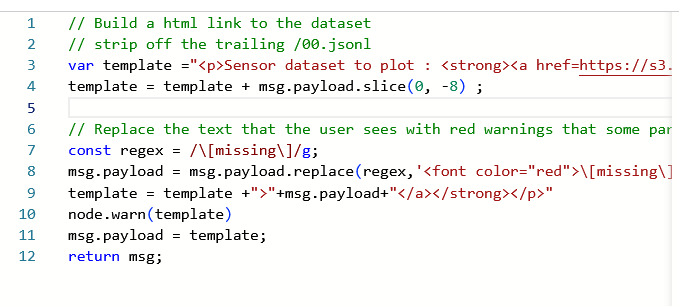 1 // Build a html link to the dataset
2 // strip off the trailing /00.jsonl
3 var template ="<p>Sensor dataset to plot : <strong><a href=https://s3.
4 template = template + msg.payload.slice(0, -8) ;
5
6 // Replace the text that the user sees with red warnings that some par
7 const regex = /\[missing\]/g;
8 msg.payload = msg.payload.replace(regex,'<font color="red">\[missing\]
9 template = template +">"+msg.payload+"</a></strong></p>"
10 node.warn(template)
11 msg.payload = template;
12 return msg;